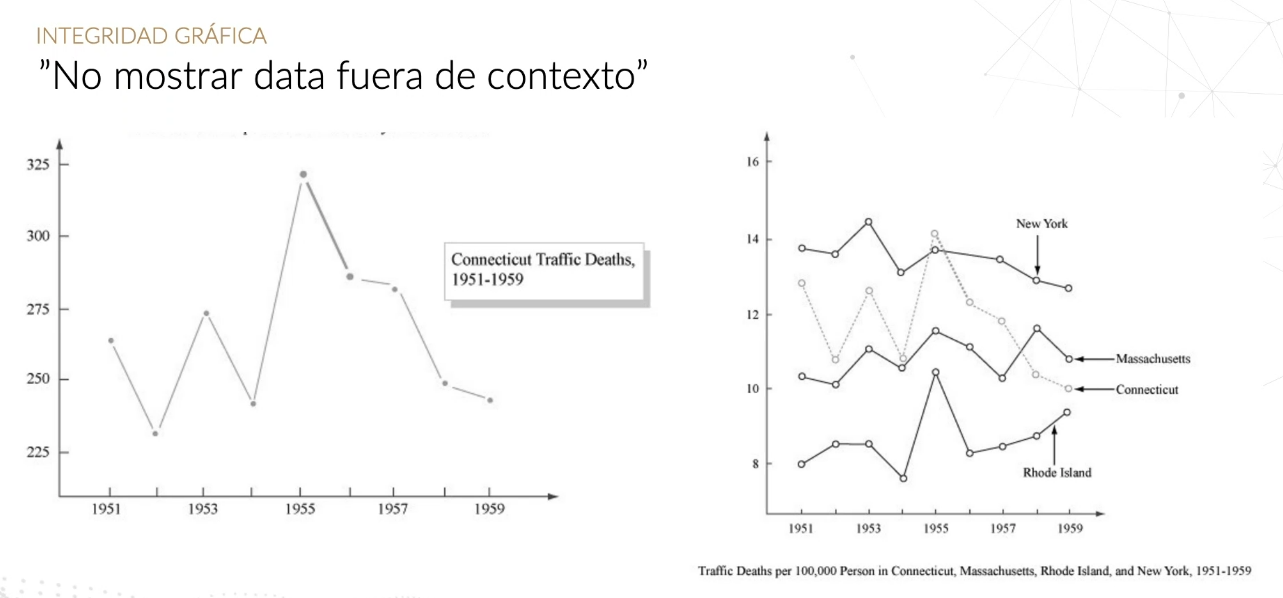 INTEGRIDAD GRÁFICA
”No mostrar data fuera de contexto”
325
300
275
250
225
1951
1953
1955
1957
1959
Connecticut Traffic Deaths,
1951-1959
16
14
12
10
8
1951
1953
1955
1957
1959
New York
Massachusetts
Connecticut
Rhode Island
Traffic Deaths per 100,000 Person in Connecticut, Massachusetts, Rhode Island, and New York, 1951-1959